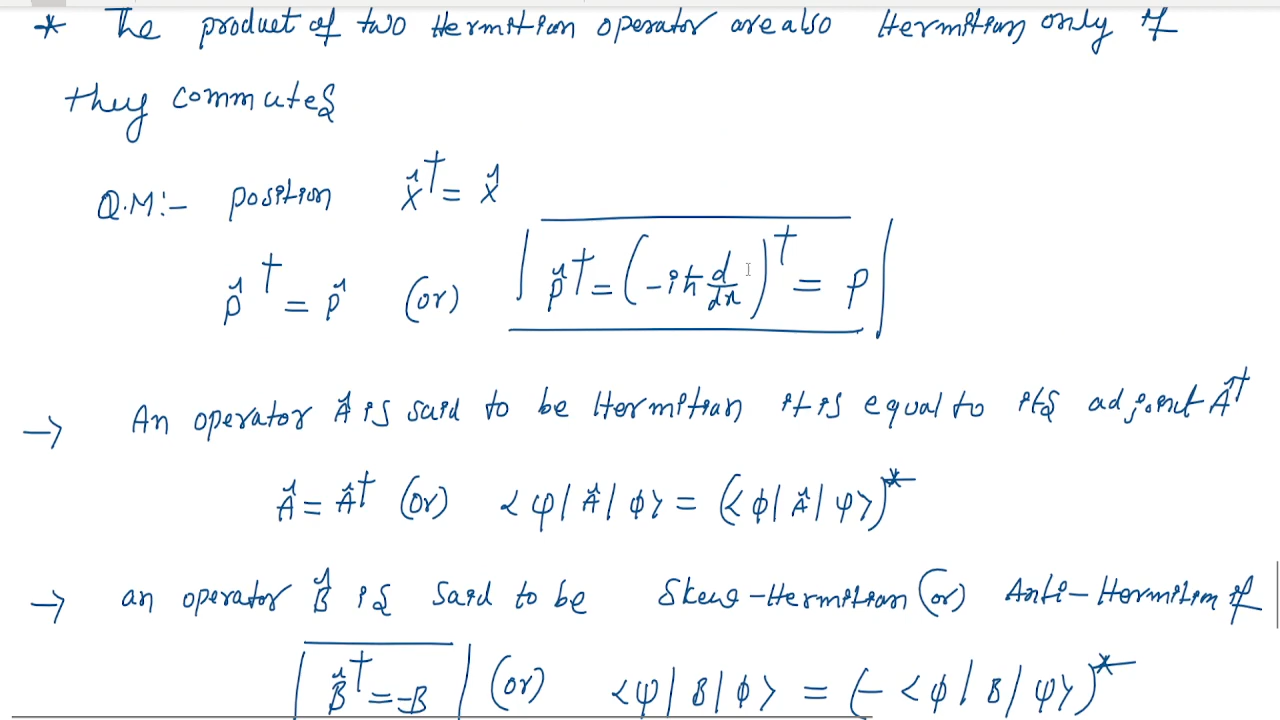 * The product of two Hermitian operator are also Hermitian only if
they commutes
Q.M:- position x̂† = x̂
p̂† = p̂ (or) p̂† = (-iħ d/dx)† = p
→ An operator Â is said to be Hermitian it is equal to its adjoint Â†
Â = Â† (or) <ψ|Â|ϕ> = (<ϕ|Â|ψ>)*
→ an operator B̂ is said to be Skew-Hermitian (or) Anti-Hermitian if
B̂† = -B (or) <ψ|B|ϕ> = (- <ϕ|B|ψ>)*